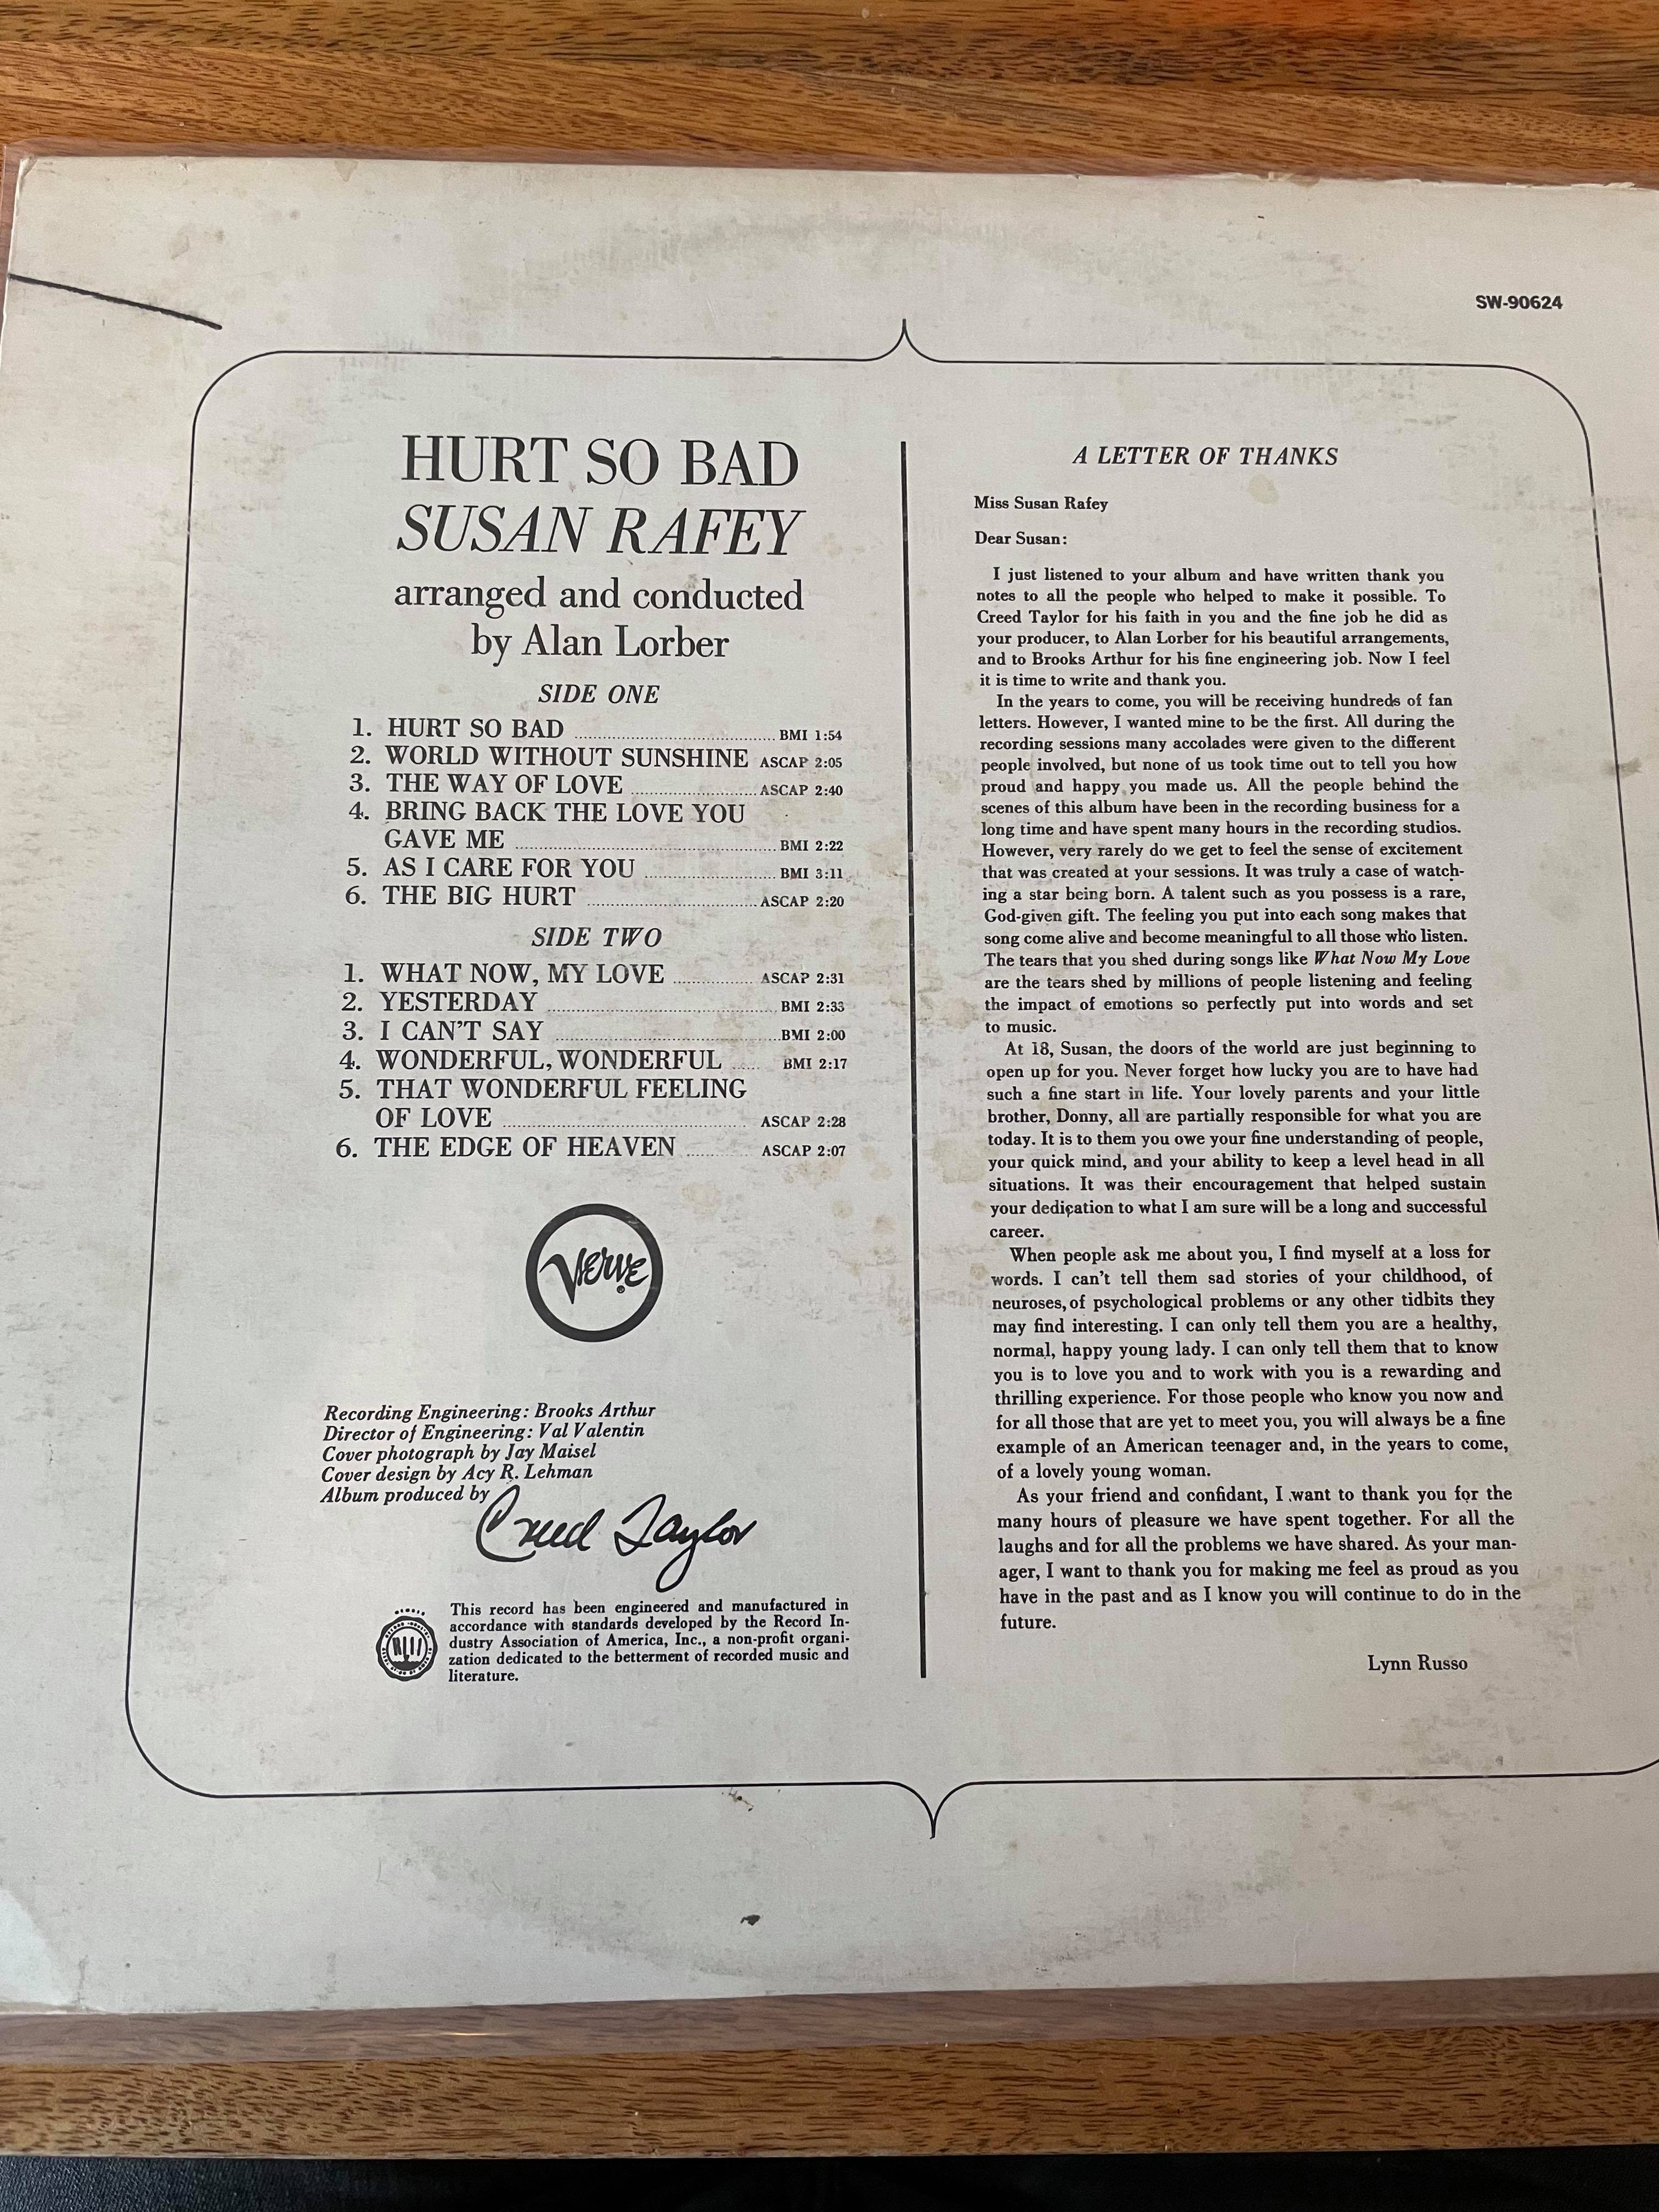 SW-90624
HURT SO BAD
SUSAN RAFEY
arranged and conducted
by Alan Lorber
SIDE ONE
1. HURT SO BAD ........ BMI 1:54
2. WORLD WITHOUT SUNSHINE ASCAP 2:05
3. THE WAY OF LOVE ........ ASCAP 2:40
4. BRING BACK THE LOVE YOU
GAVE ME ........ BMI 2:22
5. AS I CARE FOR YOU ........ BMI 3:11
6. THE BIG HURT ........ ASCAP 2:20
SIDE TWO
1. WHAT NOW, MY LOVE ........ ASCAP 2:31
2. YESTERDAY ........ BMI 2:33
3. I CAN'T SAY ........ BMI 2:00
4. WONDERFUL, WONDERFUL ...... BMI 2:17
5. THAT WONDERFUL FEELING
OF LOVE ........ ASCAP 2:28
6. THE EDGE OF HEAVEN ........ ASCAP 2:07
Verve ®
Recording Engineering: Brooks Arthur
Director of Engineering: Val Valentin
Cover photograph by Jay Maisel
Cover design by Acy R. Lehman
Album produced by
Creed Taylor
This record has been engineered and manufactured in
accordance with standards developed by the Record In-
dustry Association of America, Inc., a non-profit organi-
zation dedicated to the betterment of recorded music and
literature.
A LETTER OF THANKS
Miss Susan Rafey
Dear Susan:
I just listened to your album and have written thank you
notes to all the people who helped to make it possible. To
Creed Taylor for his faith in you and the fine job he did as
your producer, to Alan Lorber for his beautiful arrangements,
and to Brooks Arthur for his fine engineering job. Now I feel
it is time to write and thank you.
In the years to come, you will be receiving hundreds of fan
letters. However, I wanted mine to be the first. All during the
recording sessions many accolades were given to the different
people involved, but none of us took time out to tell you how
proud and happy you made us. All the people behind the
scenes of this album have been in the recording business for a
long time and have spent many hours in the recording studios.
However, very rarely do we get to feel the sense of excitement
that was created at your sessions. It was truly a case of watch-
ing a star being born. A talent such as you possess is a rare,
God-given gift. The feeling you put into each song makes that
song come alive and become meaningful to all those who listen.
The tears that you shed during songs like What Now My Love
are the tears shed by millions of people listening and feeling
the impact of emotions so perfectly put into words and set
to music.
At 18, Susan, the doors of the world are just beginning to
open up for you. Never forget how lucky you are to have had
such a fine start in life. Your lovely parents and your little
brother, Donny, all are partially responsible for what you are
today. It is to them you owe your fine understanding of people,
your quick mind, and your ability to keep a level head in all
situations. It was their encouragement that helped sustain
your dedication to what I am sure will be a long and successful
career.
When people ask me about you, I find myself at a loss for
words. I can't tell them sad stories of your childhood, of
neuroses, of psychological problems or any other tidbits they
may find interesting. I can only tell them you are a healthy,
normal, happy young lady. I can only tell them that to know
you is to love you and to work with you is a rewarding and
thrilling experience. For those people who know you now and
for all those that are yet to meet you, you will always be a fine
example of an American teenager and, in the years to come,
of a lovely young woman.
As your friend and confidant, I want to thank you for the
many hours of pleasure we have spent together. For all the
laughs and for all the problems we have shared. As your man-
ager, I want to thank you for making me feel as proud as you
have in the past and as I know you will continue to do in the
future.
Lynn Russo